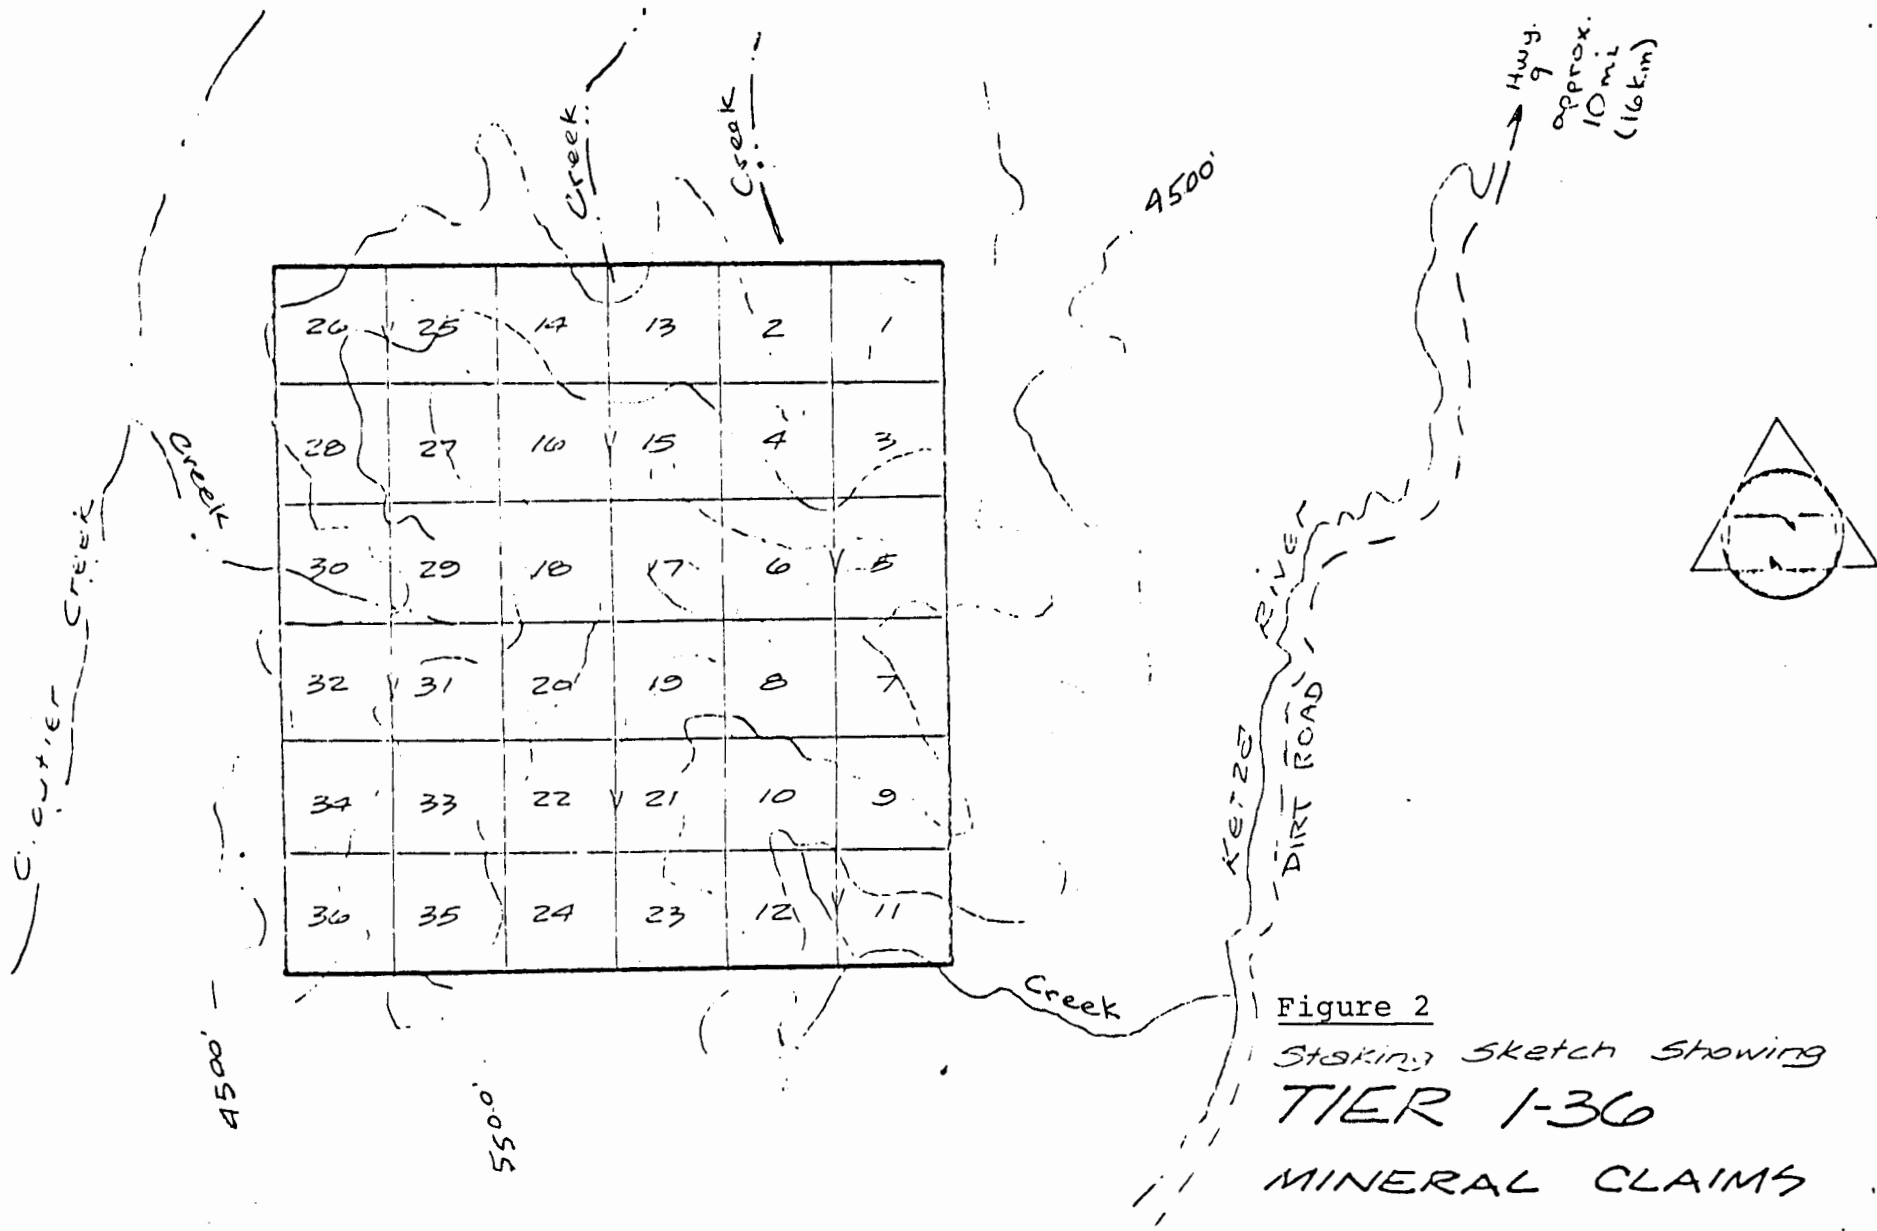 Hwy.
9
approx.
10 mi
(16 km)
Creek
Creek
4500'
26 25 14 13 2 1
28 27 16 15 4 3
30 29 18 17 6 5
32 31 20 19 8 7
34 33 22 21 10 9
36 35 24 23 12 11
Creek
Creek
RIVER
Ketza
DIRT ROAD
Creek
4500'
5500'
Figure 2
Staking Sketch Showing
TIER 1-36
MINERAL CLAIMS